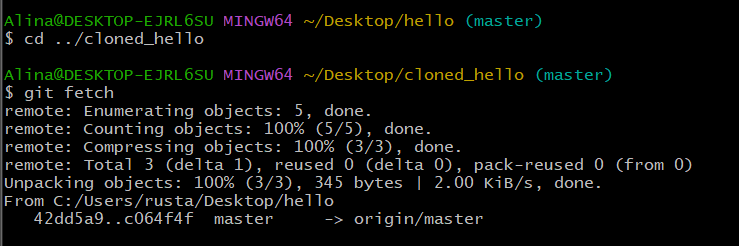 Alina@DESKTOP-EJRL6SU MINGW64 ~/Desktop/hello (master)
$ cd ../cloned_hello
Alina@DESKTOP-EJRL6SU MINGW64 ~/Desktop/cloned_hello (master)
$ git fetch
remote: Enumerating objects: 5, done.
remote: Counting objects: 100% (5/5), done.
remote: Compressing objects: 100% (3/3), done.
remote: Total 3 (delta 1), reused 0 (delta 0), pack-reused 0 (from 0)
Unpacking objects: 100% (3/3), 345 bytes | 2.00 KiB/s, done.
From C:/Users/rusta/Desktop/hello
   42dd5a9..c064f4f  master     -> origin/master